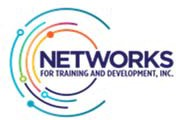 NETWORKS
FOR TRAINING AND DEVELOPMENT, INC.